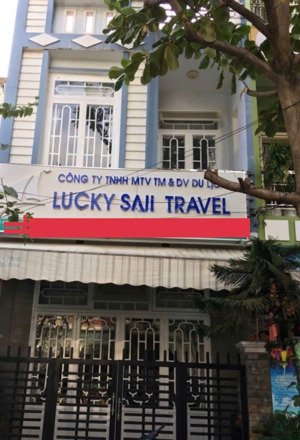 CÔNG TY TNHH MTV TM & DV DU LỊCH
LUCKY SAJI TRAVEL